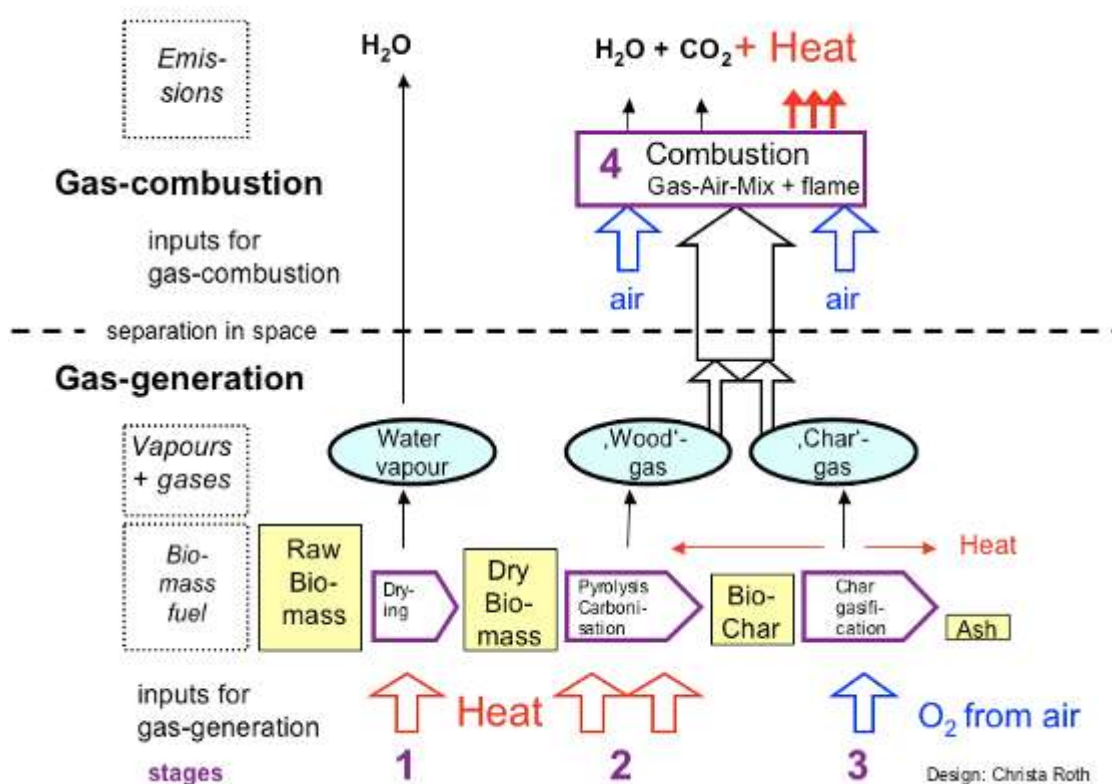 Emis-
sions
H2O
H2O + CO2 + Heat
4 Combustion
Gas-Air-Mix + flame
Gas-combustion
inputs for
gas-combustion
air
air
separation in space
Gas-generation
Vapours
+ gases
Water
vapour
‚Wood‘-
gas
‚Char‘-
gas
Bio-
mass
fuel
Raw
Bio-
mass
Dry-
ing
Dry
Bio-
mass
Pyrolysis
Carboni-
sation
Bio-
Char
Char
gasifi-
cation
Heat
Ash
inputs for
gas-generation
Heat
O2 from air
stages
1
2
3
Design: Christa Roth